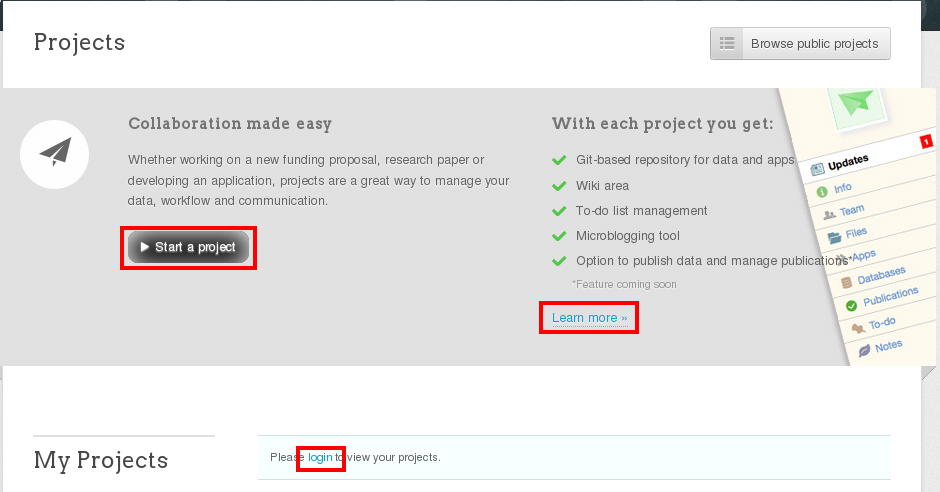 Projects
Browse public projects
Collaboration made easy
Whether working on a new funding proposal, research paper or
developing an application, projects are a great way to manage your
data, workflow and communication.
Start a project
With each project you get:
Git-based repository for data and apps
Wiki area
To-do list management
Microblogging tool
Option to publish data and manage publications*
*Feature coming soon
Learn more »
1
Updates
Info
Team
Files
Apps
Databases
Publications
To-do
Notes
My Projects
Please login to view your projects.